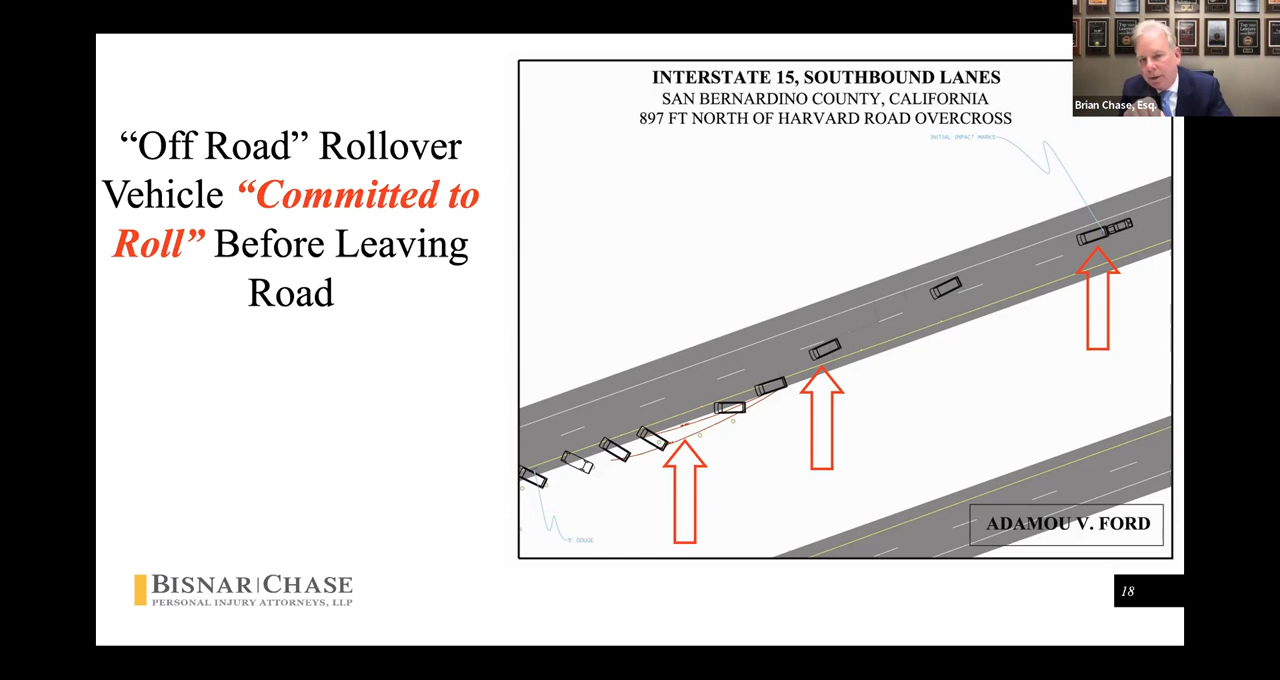 “Off Road” Rollover
Vehicle “Committed to
Roll” Before Leaving
Road
INTERSTATE 15, SOUTHBOUND LANES
SAN BERNARDINO COUNTY, CALIFORNIA
897 FT NORTH OF HARVARD ROAD OVERCROSS
INITIAL IMPACT MARKS
5' GOUGE
ADAMOU V. FORD
BISNAR|CHASE
PERSONAL INJURY ATTORNEYS, LLP
18
Brian Chase, Esq.